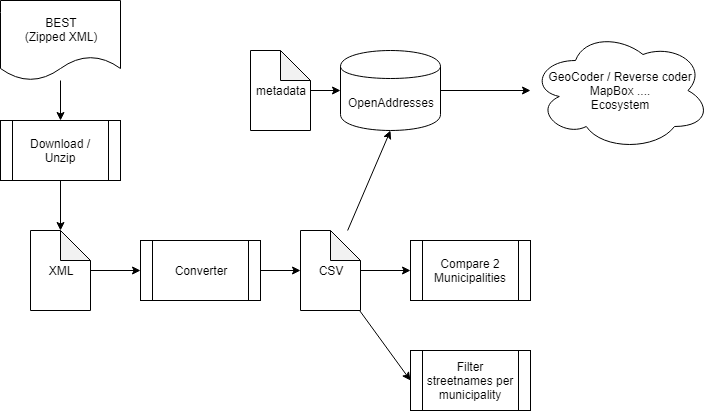 BEST
(Zipped XML)
metadata
OpenAddresses
GeoCoder / Reverse coder
MapBox ....
Ecosystem
Download /
Unzip
XML
Converter
CSV
Compare 2
Municipalities
Filter
streetnames per
municipality